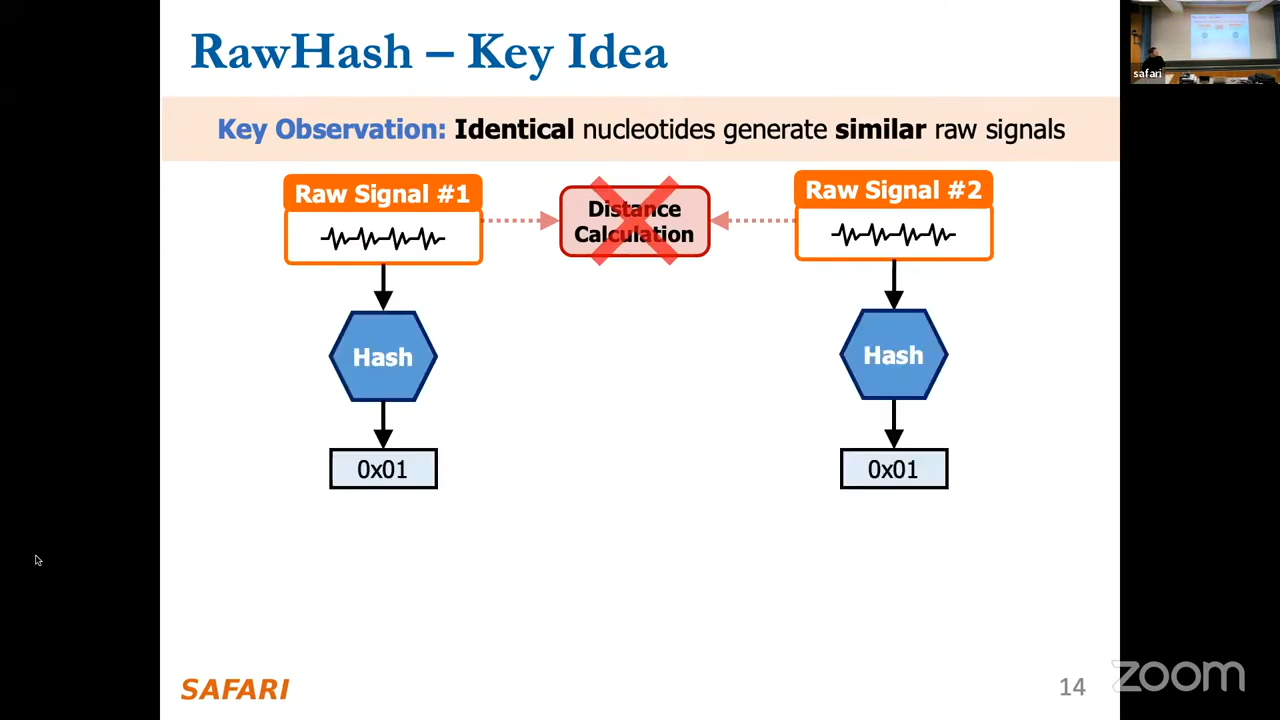 RawHash – Key Idea
safari
Key Observation: Identical nucleotides generate similar raw signals
Raw Signal #1
Distance
Calculation
Raw Signal #2
Hash
Hash
0x01
0x01
SAFARI
14
zoom